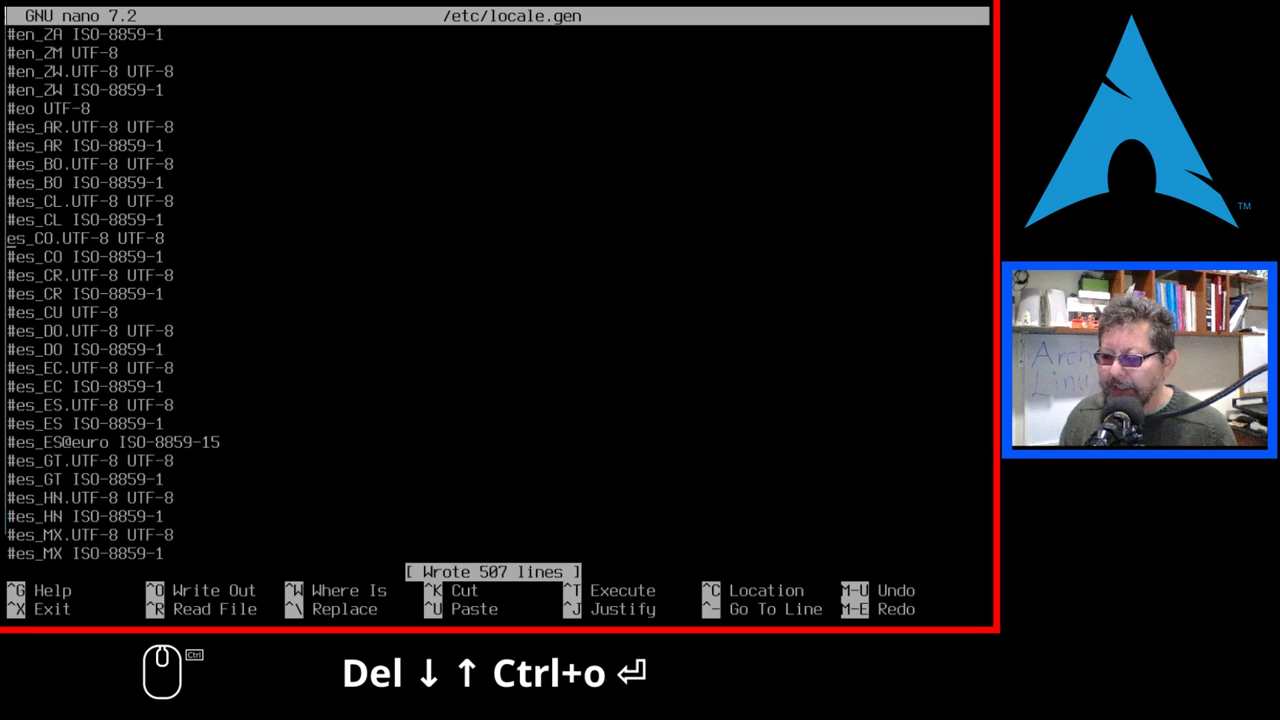 GNU nano 7.2 /etc/locale.gen
#en_ZA ISO-8859-1
#en_ZM UTF-8
#en_ZW.UTF-8 UTF-8
#en_ZW ISO-8859-1
#eo UTF-8
#es_AR.UTF-8 UTF-8
#es_AR ISO-8859-1
#es_BO.UTF-8 UTF-8
#es_BO ISO-8859-1
#es_CL.UTF-8 UTF-8
#es_CL ISO-8859-1
es_CO.UTF-8 UTF-8
#es_CO ISO-8859-1
#es_CR.UTF-8 UTF-8
#es_CR ISO-8859-1
#es_CU UTF-8
#es_DO.UTF-8 UTF-8
#es_DO ISO-8859-1
#es_EC.UTF-8 UTF-8
#es_EC ISO-8859-1
#es_ES.UTF-8 UTF-8
#es_ES ISO-8859-1
#es_ES@euro ISO-8859-15
#es_GT.UTF-8 UTF-8
#es_GT ISO-8859-1
#es_HN.UTF-8 UTF-8
#es_HN ISO-8859-1
#es_MX.UTF-8 UTF-8
#es_MX ISO-8859-1
[ Wrote 507 lines ]
^G Help ^O Write Out ^W Where Is ^K Cut ^T Execute ^C Location M-U Undo
^X Exit ^R Read File ^\ Replace ^U Paste ^J Justify ^- Go To Line M-E Redo
TM
Arch
Linu
Ctrl
Del ↓ ↑ Ctrl+o ⏎